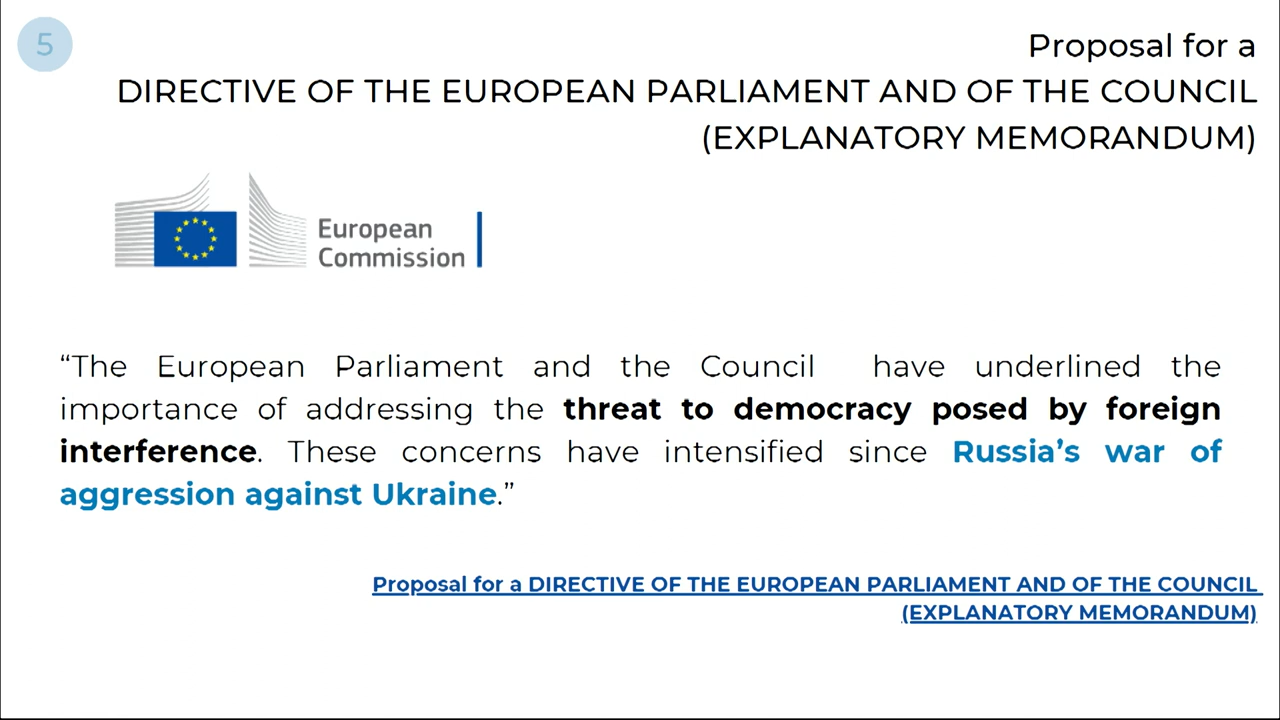 5
Proposal for a
DIRECTIVE OF THE EUROPEAN PARLIAMENT AND OF THE COUNCIL
(EXPLANATORY MEMORANDUM)
European
Commission
“The European Parliament and the Council have underlined the
importance of addressing the threat to democracy posed by foreign
interference. These concerns have intensified since Russia’s war of
aggression against Ukraine.”
Proposal for a DIRECTIVE OF THE EUROPEAN PARLIAMENT AND OF THE COUNCIL
(EXPLANATORY MEMORANDUM)